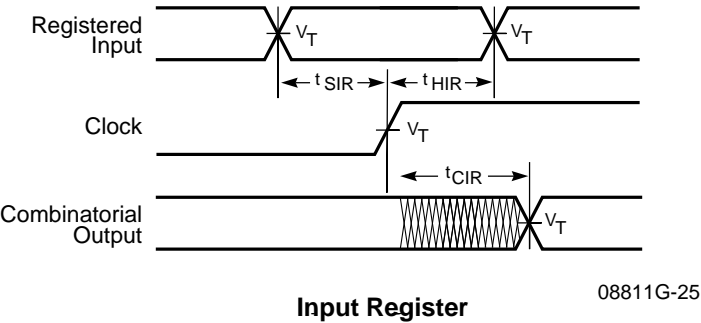 Registered
Input
VT
VT
tSIR
tHIR
Clock
VT
tCIR
Combinatorial
Output
VT
08811G-25
Input Register